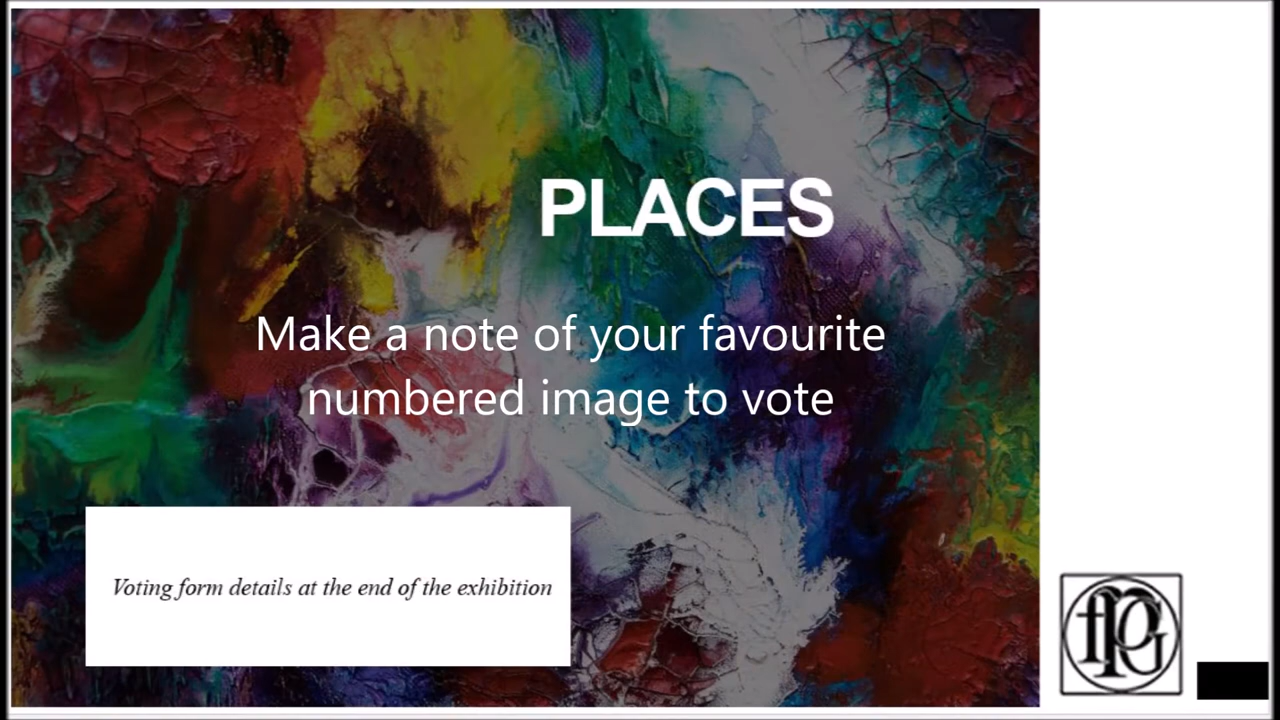 PLACES
Make a note of your favourite
numbered image to vote
Voting form details at the end of the exhibition